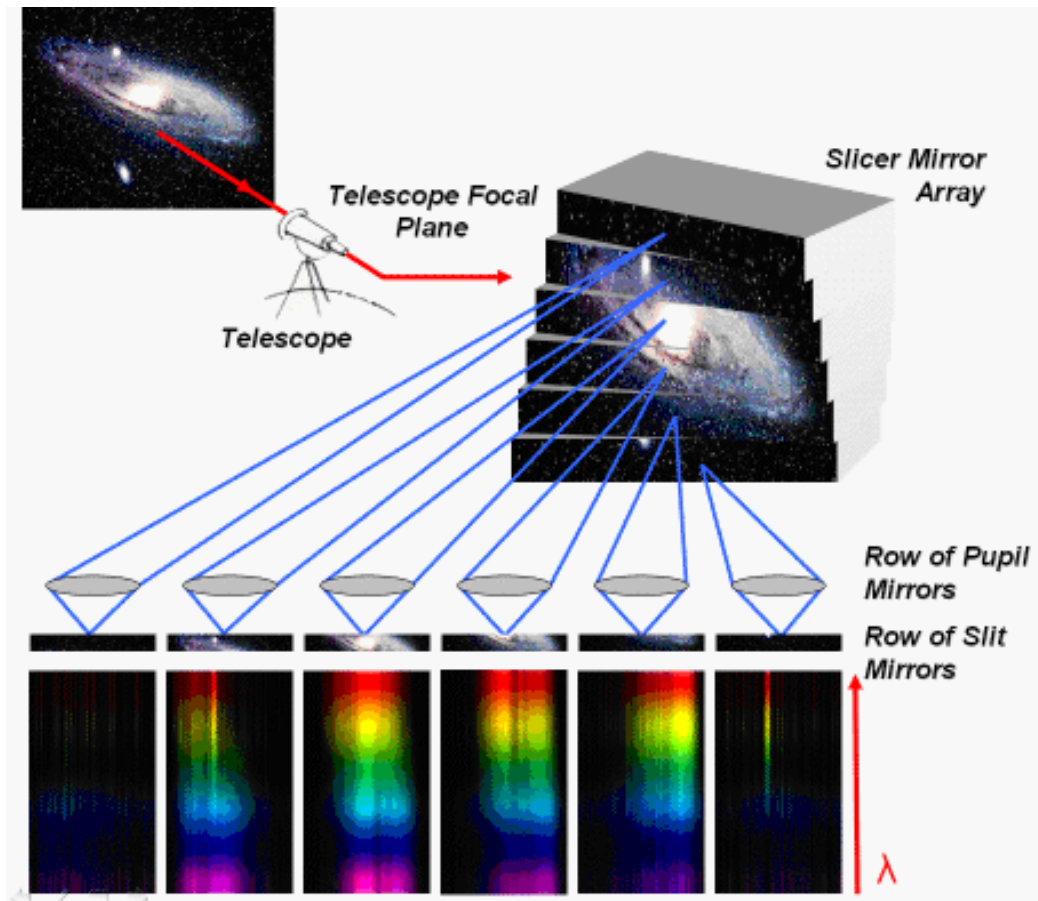 Slicer Mirror
Array
Telescope Focal
Plane
Telescope
Row of Pupil
Mirrors
Row of Slit
Mirrors
λ